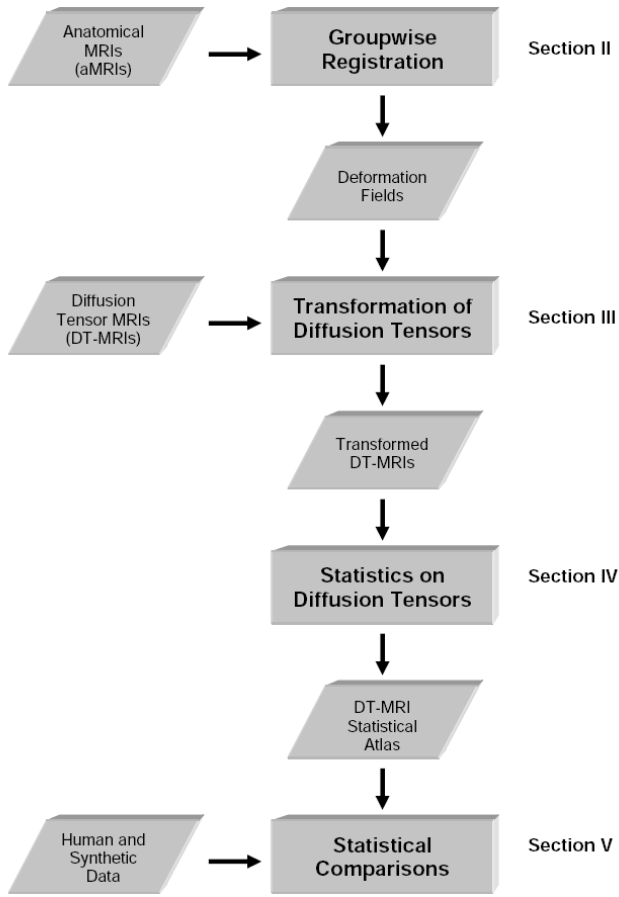 Anatomical
MRIs
(aMRIs)
Groupwise
Registration
Section II
Deformation
Fields
Diffusion
Tensor MRIs
(DT-MRIs)
Transformation of
Diffusion Tensors
Section III
Transformed
DT-MRIs
Statistics on
Diffusion Tensors
Section IV
DT-MRI
Statistical
Atlas
Human and
Synthetic
Data
Statistical
Comparisons
Section V